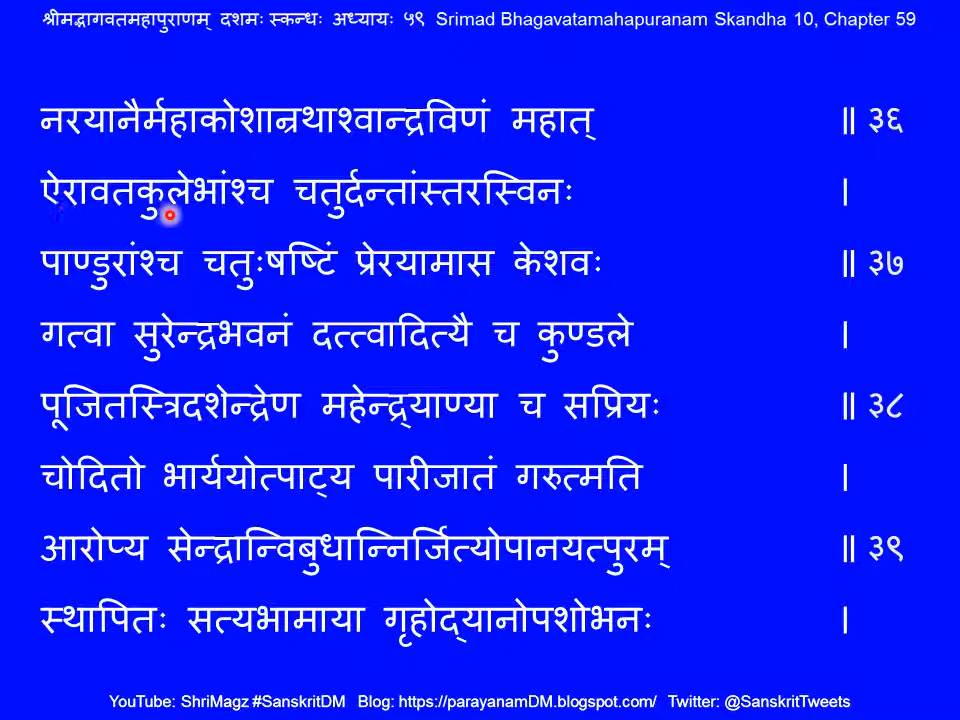 श्रीमद्भागवतमहापुराणम् दशमः स्कन्धः अध्यायः ५९ Srimad Bhagavatamahapuranam Skandha 10, Chapter 59
नरयानैर्महाकोशान्रथाश्वान्द्रविणं महात् ॥ ३६
ऐरावतकुलेभांश्च चतुर्दन्तांस्तरस्विनः ।
पाण्डुरांश्च चतुःषष्टिं प्रेरयामास केशवः ॥ ३७
गत्वा सुरेन्द्रभवनं दत्त्वादित्यै च कुण्डले ।
पूजितस्त्रिदशेन्द्रेण महेन्द्र्याण्या च सप्रियः ॥ ३८
चोदितो भार्ययोत्पाट्य पारीजातं गरुत्मति ।
आरोप्य सेन्द्रान्विबुधान्निर्जित्योपानयत्पुरम् ॥ ३९
स्थापितः सत्यभामाया गृहोद्यानोपशोभनः ।
YouTube: ShriMagz #SanskritDM Blog: https://parayanamDM.blogspot.com/ Twitter: @SanskritTweets